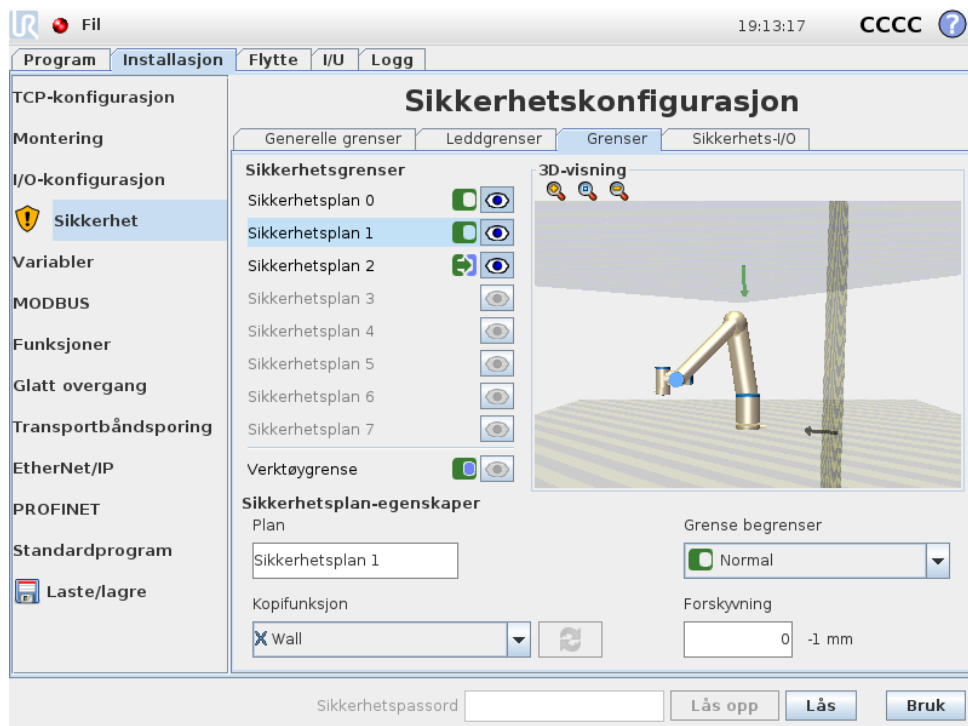 UR Fil 19:13:17 CCCC ?
Program Installasjon Flytte I/U Logg
TCP-konfigurasjon
Montering
I/O-konfigurasjon
Sikkerhet
Variabler
MODBUS
Funksjoner
Glatt overgang
Transportbåndsporing
EtherNet/IP
PROFINET
Standardprogram
Laste/lagre
Sikkerhetskonfigurasjon
Generelle grenser Leddgrenser Grenser Sikkerhets-I/O
Sikkerhetsgrenser
Sikkerhetsplan 0
Sikkerhetsplan 1
Sikkerhetsplan 2
Sikkerhetsplan 3
Sikkerhetsplan 4
Sikkerhetsplan 5
Sikkerhetsplan 6
Sikkerhetsplan 7
Verktøygrense
3D-visning
Sikkerhetsplan-egenskaper
Plan
Sikkerhetsplan 1
Grense begrenser
Normal
Kopifunksjon
Wall
Forskyvning
0 -1 mm
Sikkerhetspassord Lås opp Lås Bruk